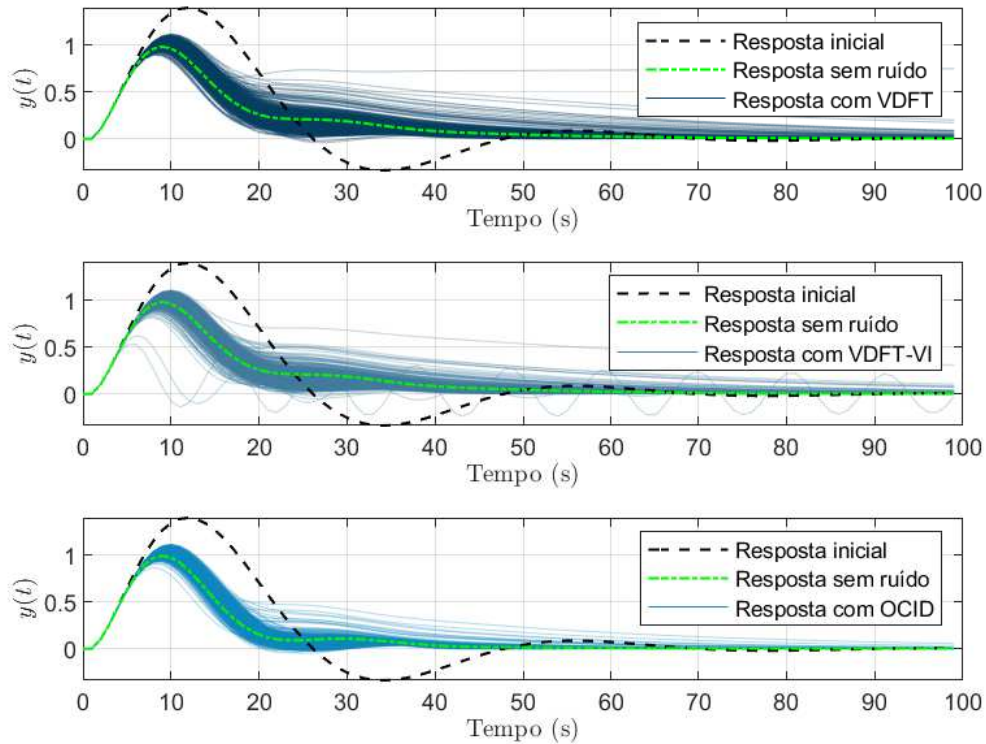 Resposta inicial
Resposta sem ruído
Resposta com VDFT
y(t)
1
0.5
0
0 10 20 30 40 50 60 70 80 90 100
Tempo (s)
Resposta inicial
Resposta sem ruído
Resposta com VDFT-VI
y(t)
1
0.5
0
0 10 20 30 40 50 60 70 80 90 100
Tempo (s)
Resposta inicial
Resposta sem ruído
Resposta com OCID
y(t)
1
0.5
0
0 10 20 30 40 50 60 70 80 90 100
Tempo (s)